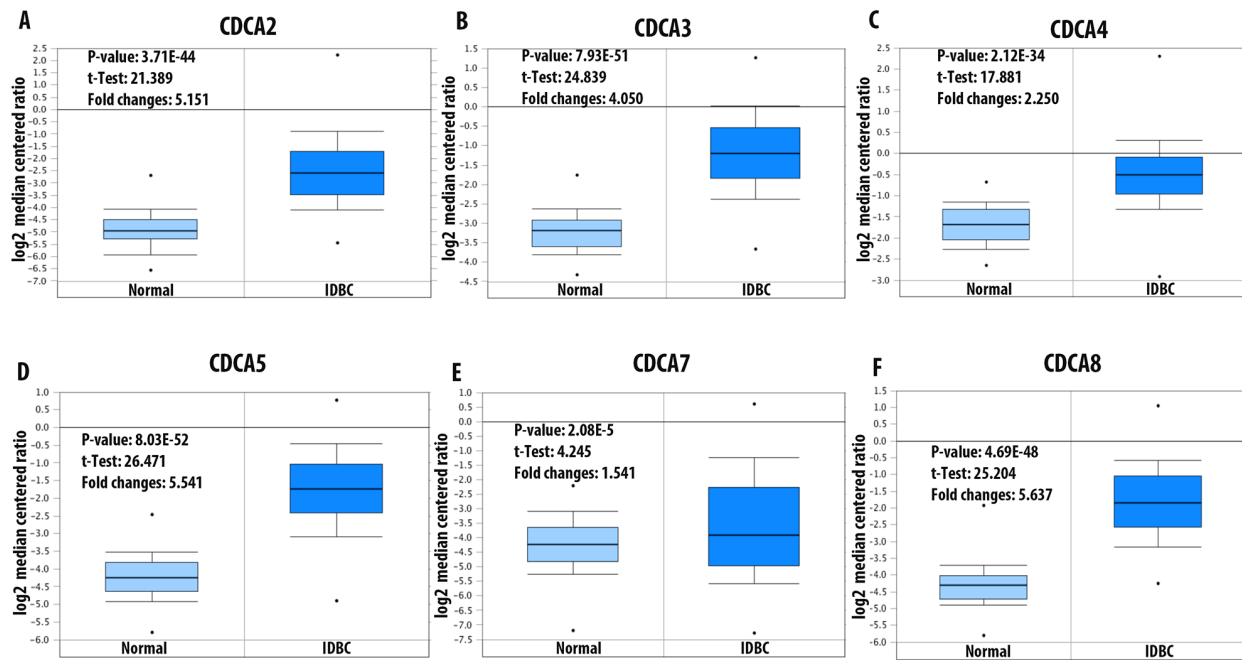 A
CDCA2
log2 median centered ratio
2.5
2.0
1.5
1.0
0.5
0.0
-0.5
-1.0
-1.5
-2.0
-2.5
-3.0
-3.5
-4.0
-4.5
-5.0
-5.5
-6.0
-6.5
-7.0
P-value: 3.71E-44
t-Test: 21.389
Fold changes: 5.151
Normal IDBC
B
CDCA3
log2 median centered ratio
1.5
1.0
0.5
0.0
-0.5
-1.0
-1.5
-2.0
-2.5
-3.0
-3.5
-4.0
-4.5
P-value: 7.93E-51
t-Test: 24.839
Fold changes: 4.050
Normal IDBC
C
CDCA4
log2 median centered ratio
2.5
2.0
1.5
1.0
0.5
0.0
-0.5
-1.0
-1.5
-2.0
-2.5
-3.0
P-value: 2.12E-34
t-Test: 17.881
Fold changes: 2.250
Normal IDBC
D
CDCA5
log2 median centered ratio
1.0
0.5
0.0
-0.5
-1.0
-1.5
-2.0
-2.5
-3.0
-3.5
-4.0
-4.5
-5.0
-5.5
-6.0
P-value: 8.03E-52
t-Test: 26.471
Fold changes: 5.541
Normal IDBC
E
CDCA7
log2 median centered ratio
1.0
0.5
0.0
-0.5
-1.0
-1.5
-2.0
-2.5
-3.0
-3.5
-4.0
-4.5
-5.0
-5.5
-6.0
-6.5
-7.0
-7.5
P-value: 2.08E-5
t-Test: 4.245
Fold changes: 1.541
Normal IDBC
F
CDCA8
log2 median centered ratio
1.5
1.0
0.5
0.0
-0.5
-1.0
-1.5
-2.0
-2.5
-3.0
-3.5
-4.0
-4.5
-5.0
-5.5
-6.0
P-value: 4.69E-48
t-Test: 25.204
Fold changes: 5.637
Normal IDBC